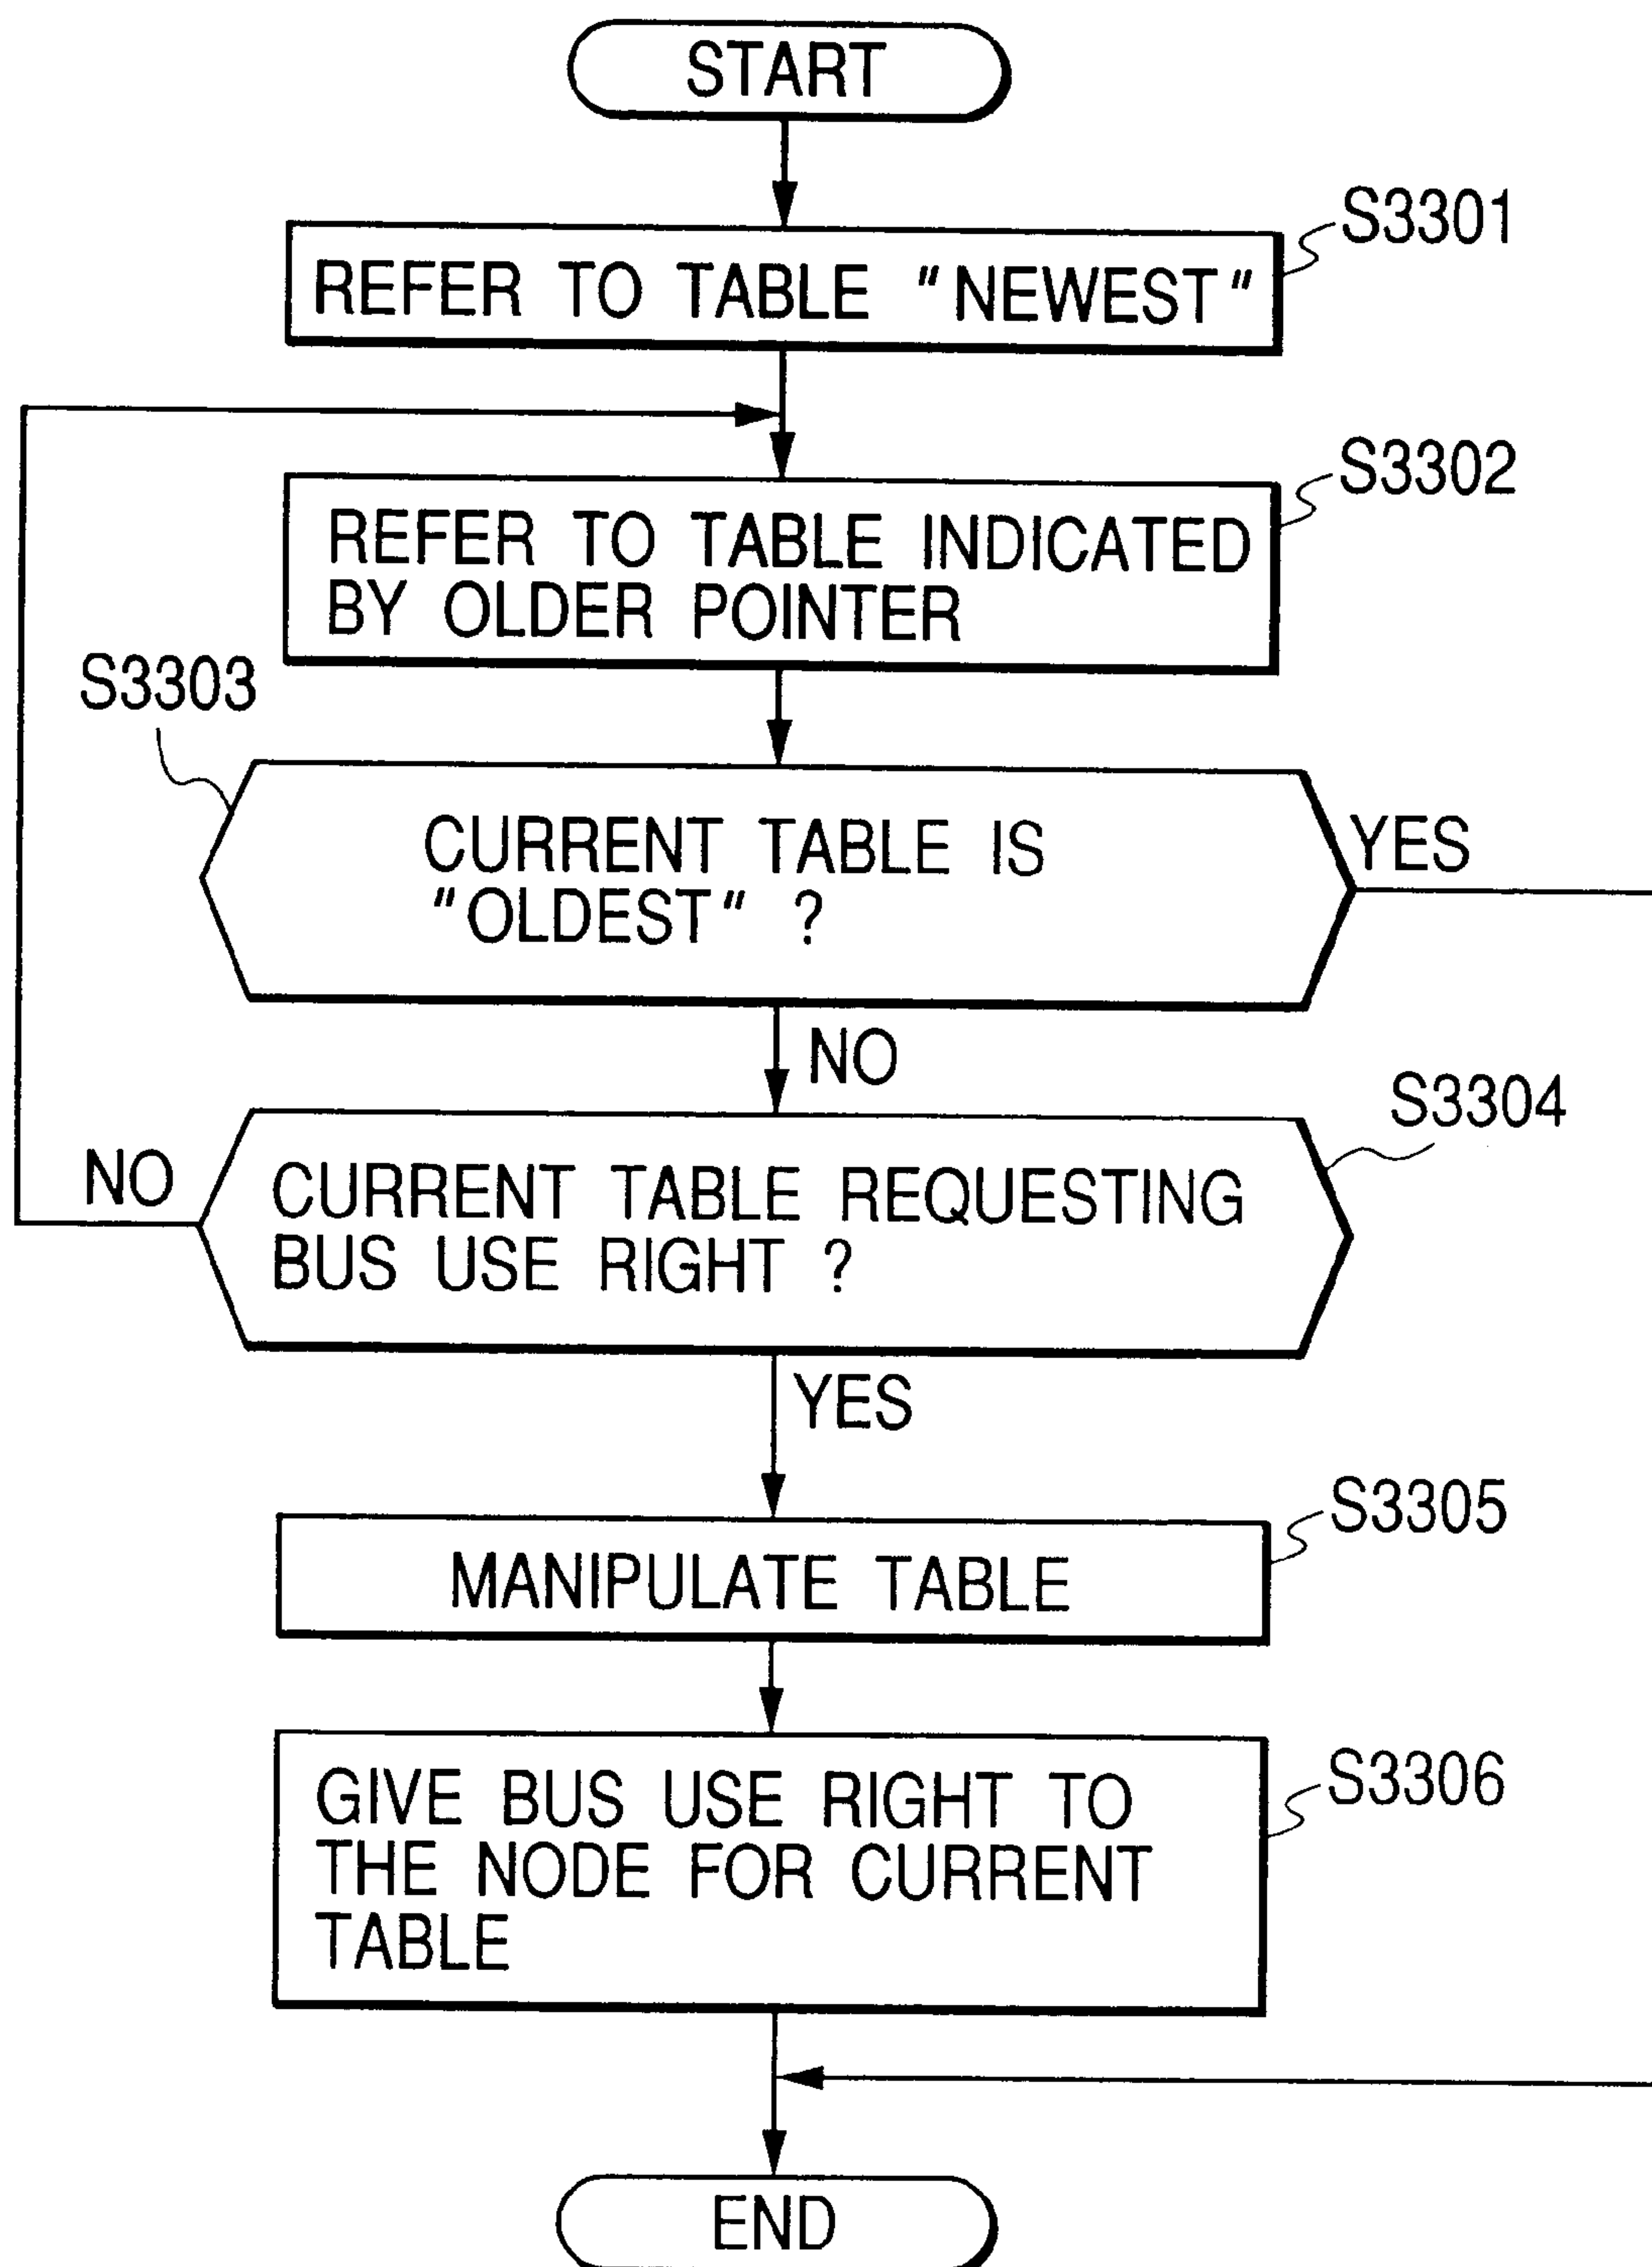 START
S3301
REFER TO TABLE "NEWEST"
S3302
REFER TO TABLE INDICATED
BY OLDER POINTER
S3303
CURRENT TABLE IS
"OLDEST" ?
YES
NO
S3304
NO
CURRENT TABLE REQUESTING
BUS USE RIGHT ?
YES
S3305
MANIPULATE TABLE
S3306
GIVE BUS USE RIGHT TO
THE NODE FOR CURRENT
TABLE
END